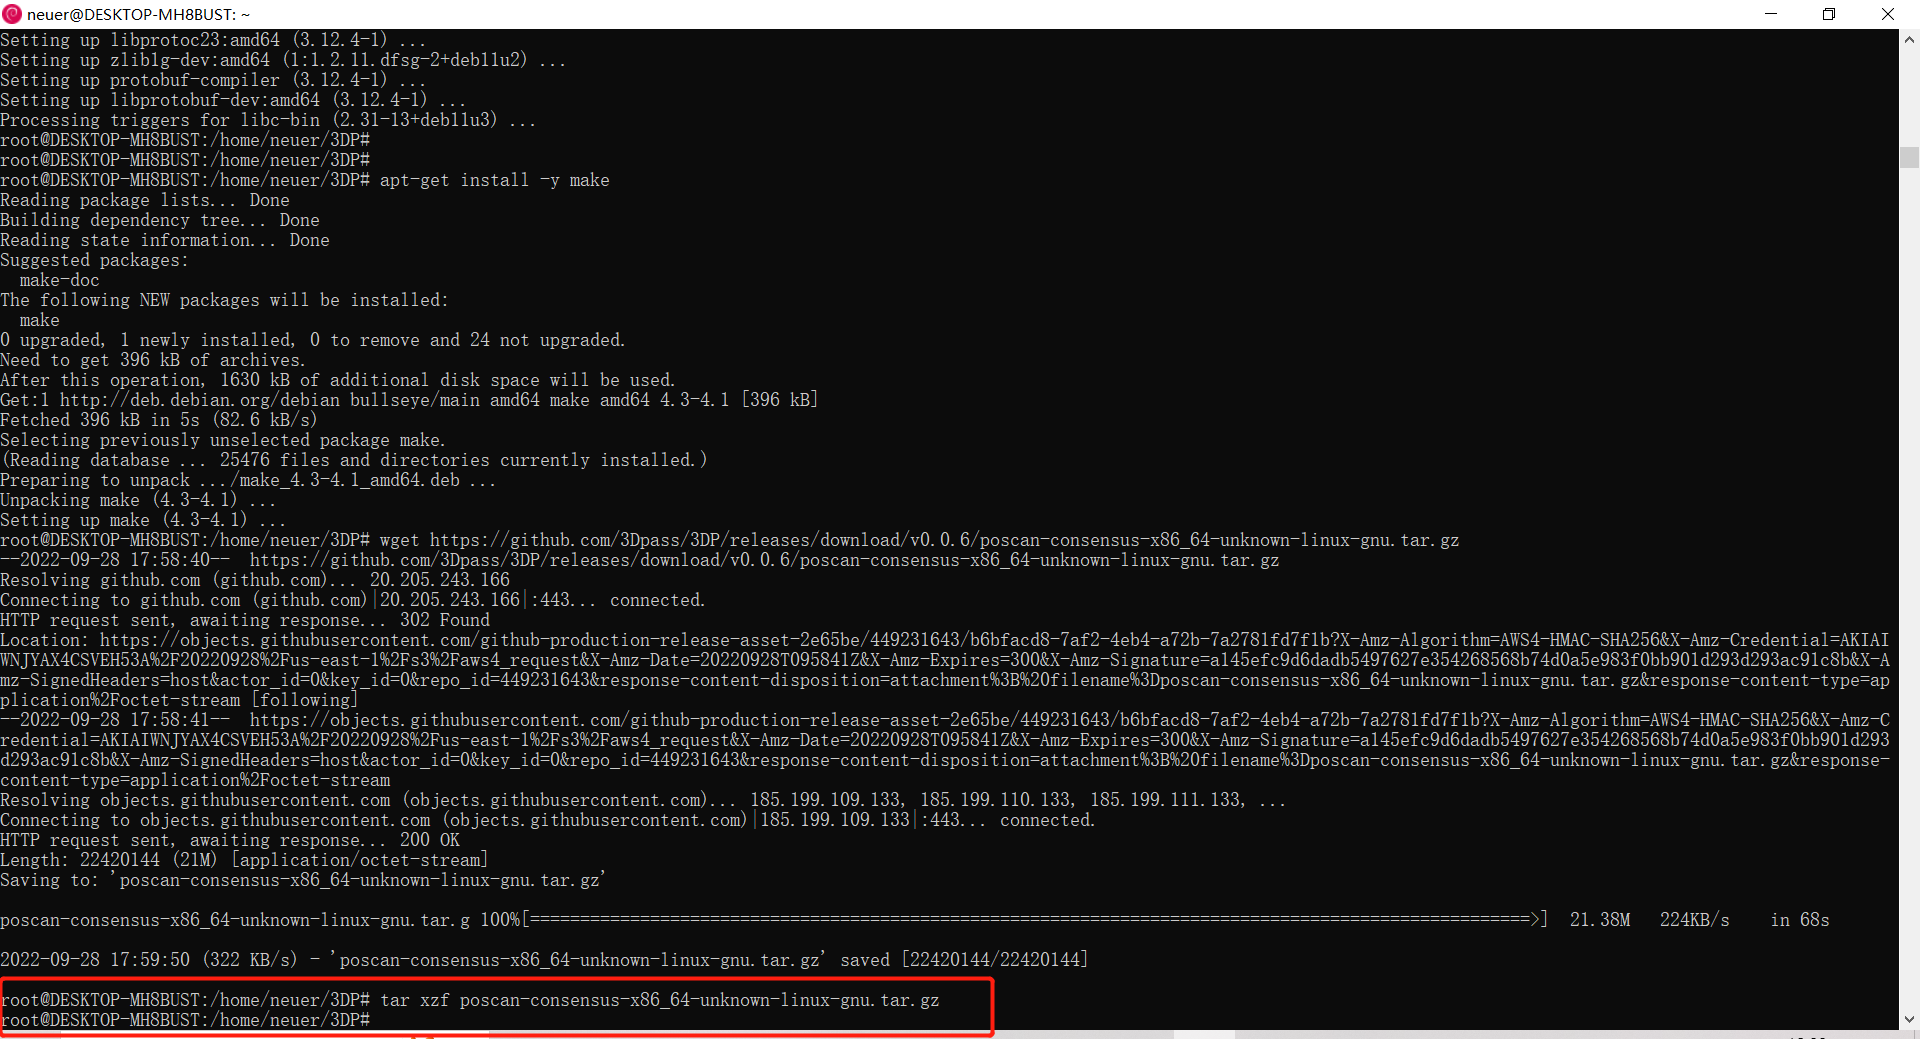 neuer@DESKTOP-MH8BUST: ~
Setting up libprotoc23:amd64 (3.12.4-1) ...
Setting up zlib1g-dev:amd64 (1:1.2.11.dfsg-2+deb11u2) ...
Setting up protobuf-compiler (3.12.4-1) ...
Setting up libprotobuf-dev:amd64 (3.12.4-1) ...
Processing triggers for libc-bin (2.31-13+deb11u3) ...
root@DESKTOP-MH8BUST:/home/neuer/3DP#
root@DESKTOP-MH8BUST:/home/neuer/3DP#
root@DESKTOP-MH8BUST:/home/neuer/3DP# apt-get install -y make
Reading package lists... Done
Building dependency tree... Done
Reading state information... Done
Suggested packages:
  make-doc
The following NEW packages will be installed:
  make
0 upgraded, 1 newly installed, 0 to remove and 24 not upgraded.
Need to get 396 kB of archives.
After this operation, 1630 kB of additional disk space will be used.
Get:1 http://deb.debian.org/debian bullseye/main amd64 make amd64 4.3-4.1 [396 kB]
Fetched 396 kB in 5s (82.6 kB/s)
Selecting previously unselected package make.
(Reading database ... 25476 files and directories currently installed.)
Preparing to unpack .../make_4.3-4.1_amd64.deb ...
Unpacking make (4.3-4.1) ...
Setting up make (4.3-4.1) ...
root@DESKTOP-MH8BUST:/home/neuer/3DP# wget https://github.com/3Dpass/3DP/releases/download/v0.0.6/poscan-consensus-x86_64-unknown-linux-gnu.tar.gz
--2022-09-28 17:58:40--  https://github.com/3Dpass/3DP/releases/download/v0.0.6/poscan-consensus-x86_64-unknown-linux-gnu.tar.gz
Resolving github.com (github.com)... 20.205.243.166
Connecting to github.com (github.com)|20.205.243.166|:443... connected.
HTTP request sent, awaiting response... 302 Found
Location: https://objects.githubusercontent.com/github-production-release-asset-2e65be/449231643/b6bfacd8-7af2-4eb4-a72b-7a2781fd7f1b?X-Amz-Algorithm=AWS4-HMAC-SHA256&X-Amz-Credential=AKIAI
WNJYAX4CSVEH53A%2F20220928%2Fus-east-1%2Fs3%2Faws4_request&X-Amz-Date=20220928T095841Z&X-Amz-Expires=300&X-Amz-Signature=a145efc9d6dadb5497627e354268568b74d0a5e983f0bb901d293d293ac91c8b&X-A
mz-SignedHeaders=host&actor_id=0&key_id=0&repo_id=449231643&response-content-disposition=attachment%3B%20filename%3Dposcan-consensus-x86_64-unknown-linux-gnu.tar.gz&response-content-type=ap
plication%2Foctet-stream [following]
--2022-09-28 17:58:41--  https://objects.githubusercontent.com/github-production-release-asset-2e65be/449231643/b6bfacd8-7af2-4eb4-a72b-7a2781fd7f1b?X-Amz-Algorithm=AWS4-HMAC-SHA256&X-Amz-C
redential=AKIAIWNJYAX4CSVEH53A%2F20220928%2Fus-east-1%2Fs3%2Faws4_request&X-Amz-Date=20220928T095841Z&X-Amz-Expires=300&X-Amz-Signature=a145efc9d6dadb5497627e354268568b74d0a5e983f0bb901d293
d293ac91c8b&X-Amz-SignedHeaders=host&actor_id=0&key_id=0&repo_id=449231643&response-content-disposition=attachment%3B%20filename%3Dposcan-consensus-x86_64-unknown-linux-gnu.tar.gz&response-
content-type=application%2Foctet-stream
Resolving objects.githubusercontent.com (objects.githubusercontent.com)... 185.199.109.133, 185.199.110.133, 185.199.111.133, ...
Connecting to objects.githubusercontent.com (objects.githubusercontent.com)|185.199.109.133|:443... connected.
HTTP request sent, awaiting response... 200 OK
Length: 22420144 (21M) [application/octet-stream]
Saving to: 'poscan-consensus-x86_64-unknown-linux-gnu.tar.gz'
poscan-consensus-x86_64-unknown-linux-gnu.tar.g 100%[====================================================================================================>]  21.38M   224KB/s    in 68s
2022-09-28 17:59:50 (322 KB/s) - 'poscan-consensus-x86_64-unknown-linux-gnu.tar.gz' saved [22420144/22420144]
root@DESKTOP-MH8BUST:/home/neuer/3DP# tar xzf poscan-consensus-x86_64-unknown-linux-gnu.tar.gz
root@DESKTOP-MH8BUST:/home/neuer/3DP#